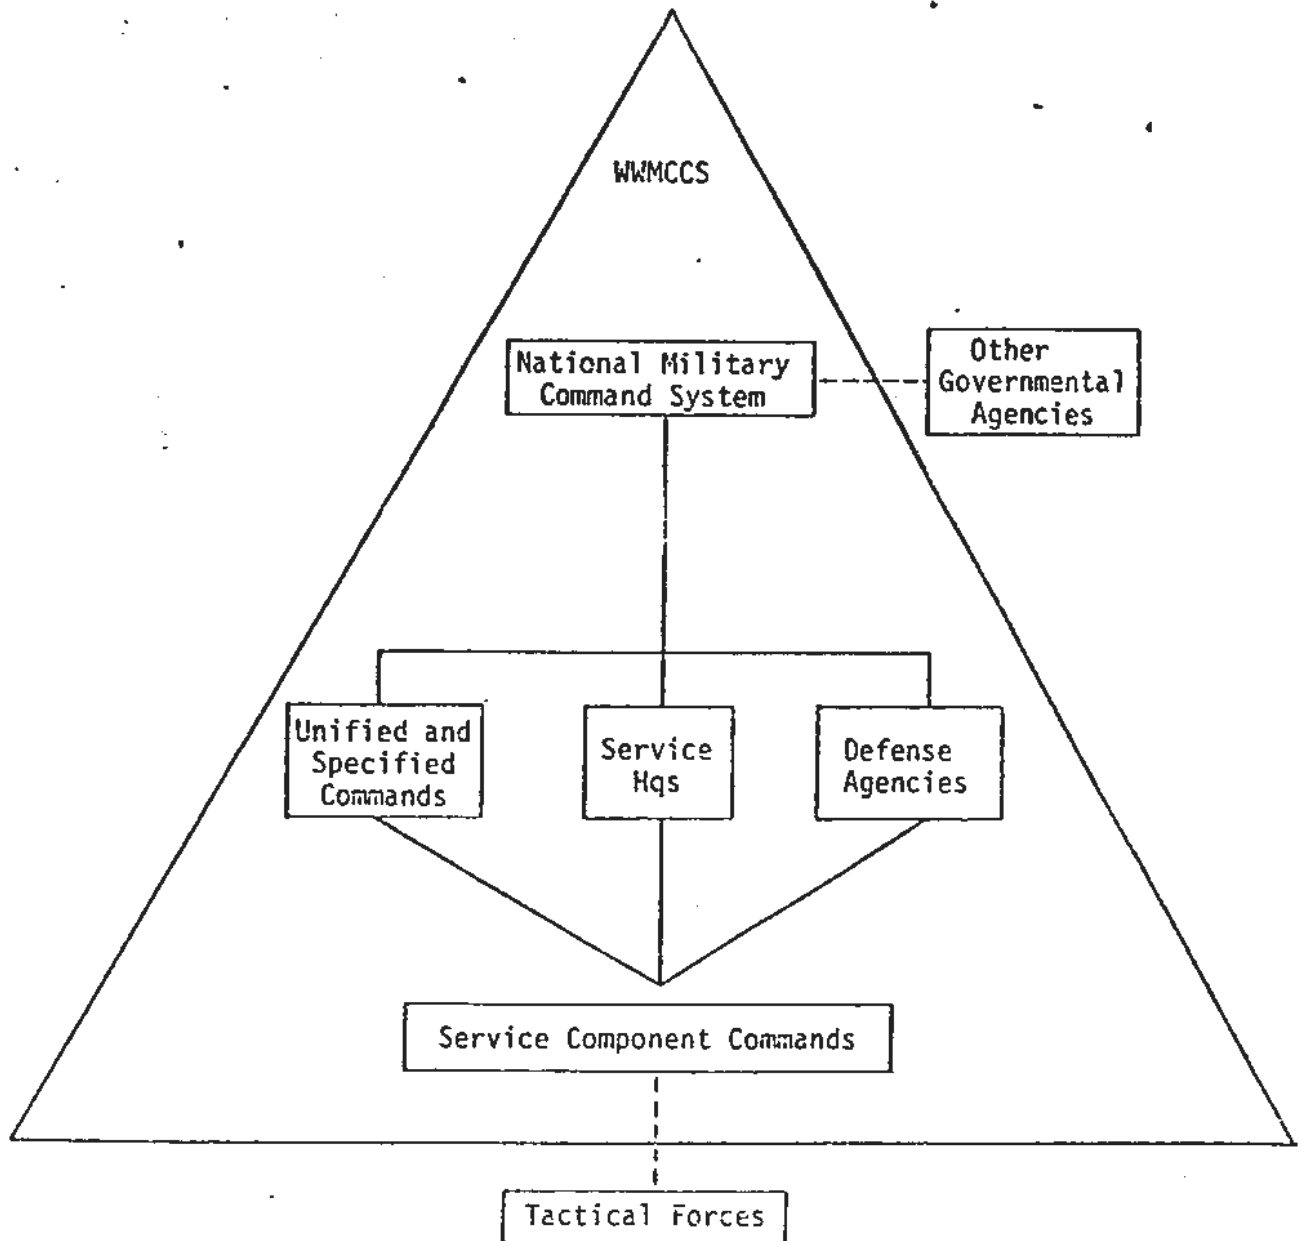 WWMCCS
National Military
Command System
Other
Governmental
Agencies
Unified and
Specified
Commands
Service
Hqs
Defense
Agencies
Service Component Commands
Tactical Forces